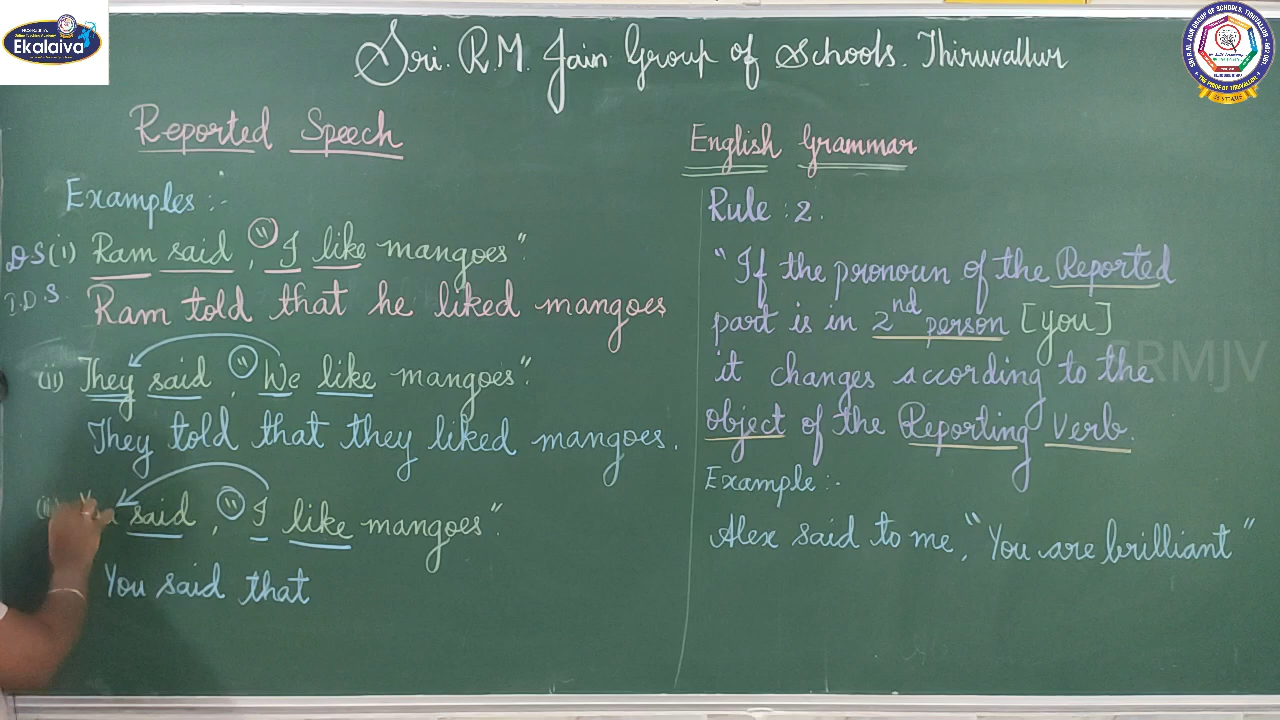 Ekalaiva
Sri. R.M. Jain Group of Schools. Thiruvallur
Reported Speech
Examples :-
D.S (i) Ram said, "I like mangoes"
I.D.S. Ram told that he liked mangoes
(ii) They said, "We like mangoes".
They told that they liked mangoes.
said, "I like mangoes".
You said that
English Grammar
Rule : 2.
"If the pronoun of the Reported
part is in 2nd person [you]
it changes according to the
object of the Reporting Verb.
Example :-
Alex said to me, "You are brilliant"
SRMJV